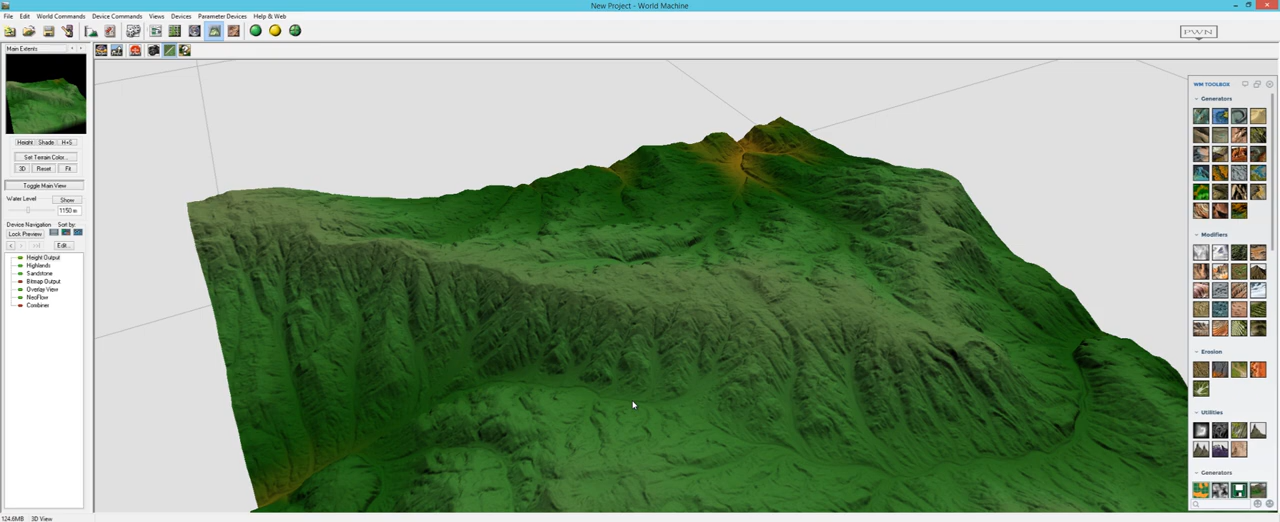 New Project - World Machine
File Edit World Commands Device Commands Views Devices Parameter Devices Help & Web
PWN
Main Extents
Height Shade H+S
Set Terrain Color...
3D Reset Fit
Toggle Main View
Water Level Show
1150 m
Device Navigation Sort by:
Lock Preview
Edit...
Height Output
Highlands
Sandstone
Bitmap Output
Overlay View
NeoFlow
Combiner
WM TOOLBOX
Generators
Modifiers
Erosion
Utilities
Generators
124.6MB 3D View